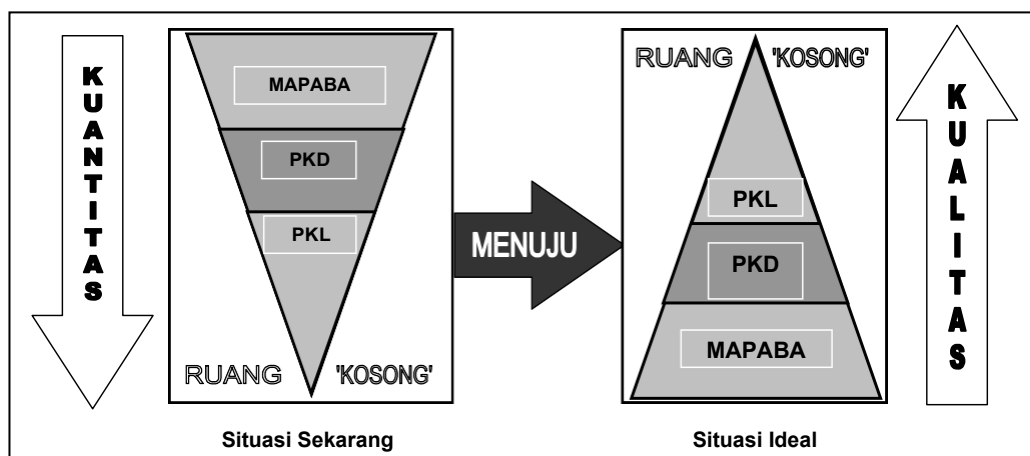 KUANTITAS
MAPABA
PKD
PKL
RUANG 'KOSONG'
Situasi Sekarang
MENUJU
RUANG 'KOSONG'
PKL
PKD
MAPABA
Situasi Ideal
KUALITAS